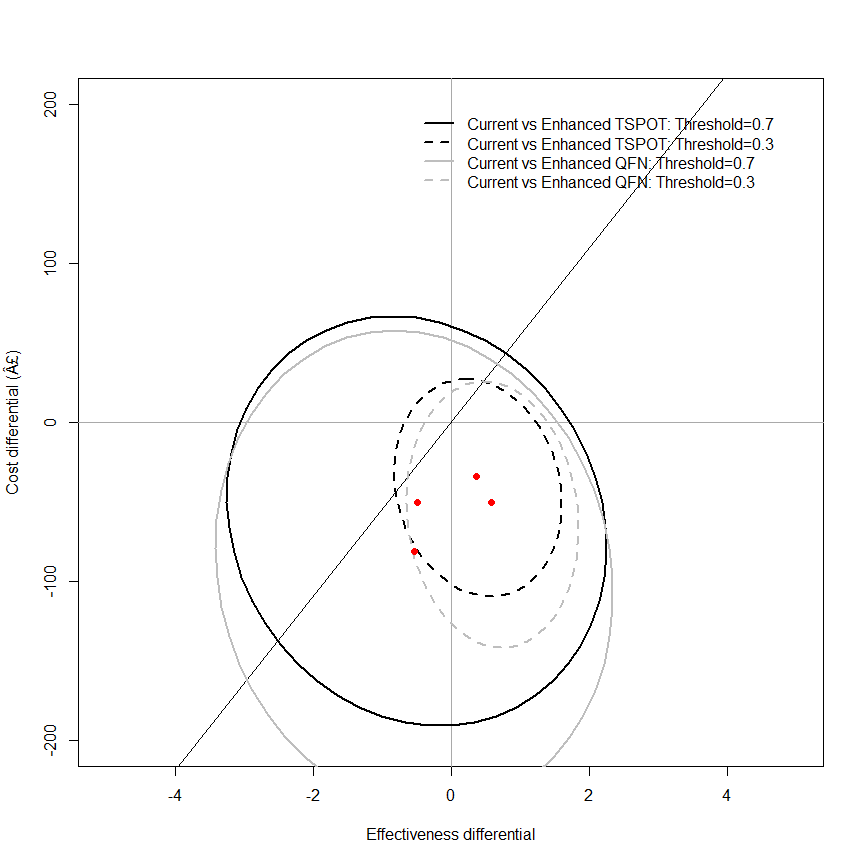 Current vs Enhanced TSPOT: Threshold=0.7
Current vs Enhanced TSPOT: Threshold=0.3
Current vs Enhanced QFN: Threshold=0.7
Current vs Enhanced QFN: Threshold=0.3
200
100
0
-100
-200
Cost differential (Â£)
-4
-2
0
2
4
Effectiveness differential